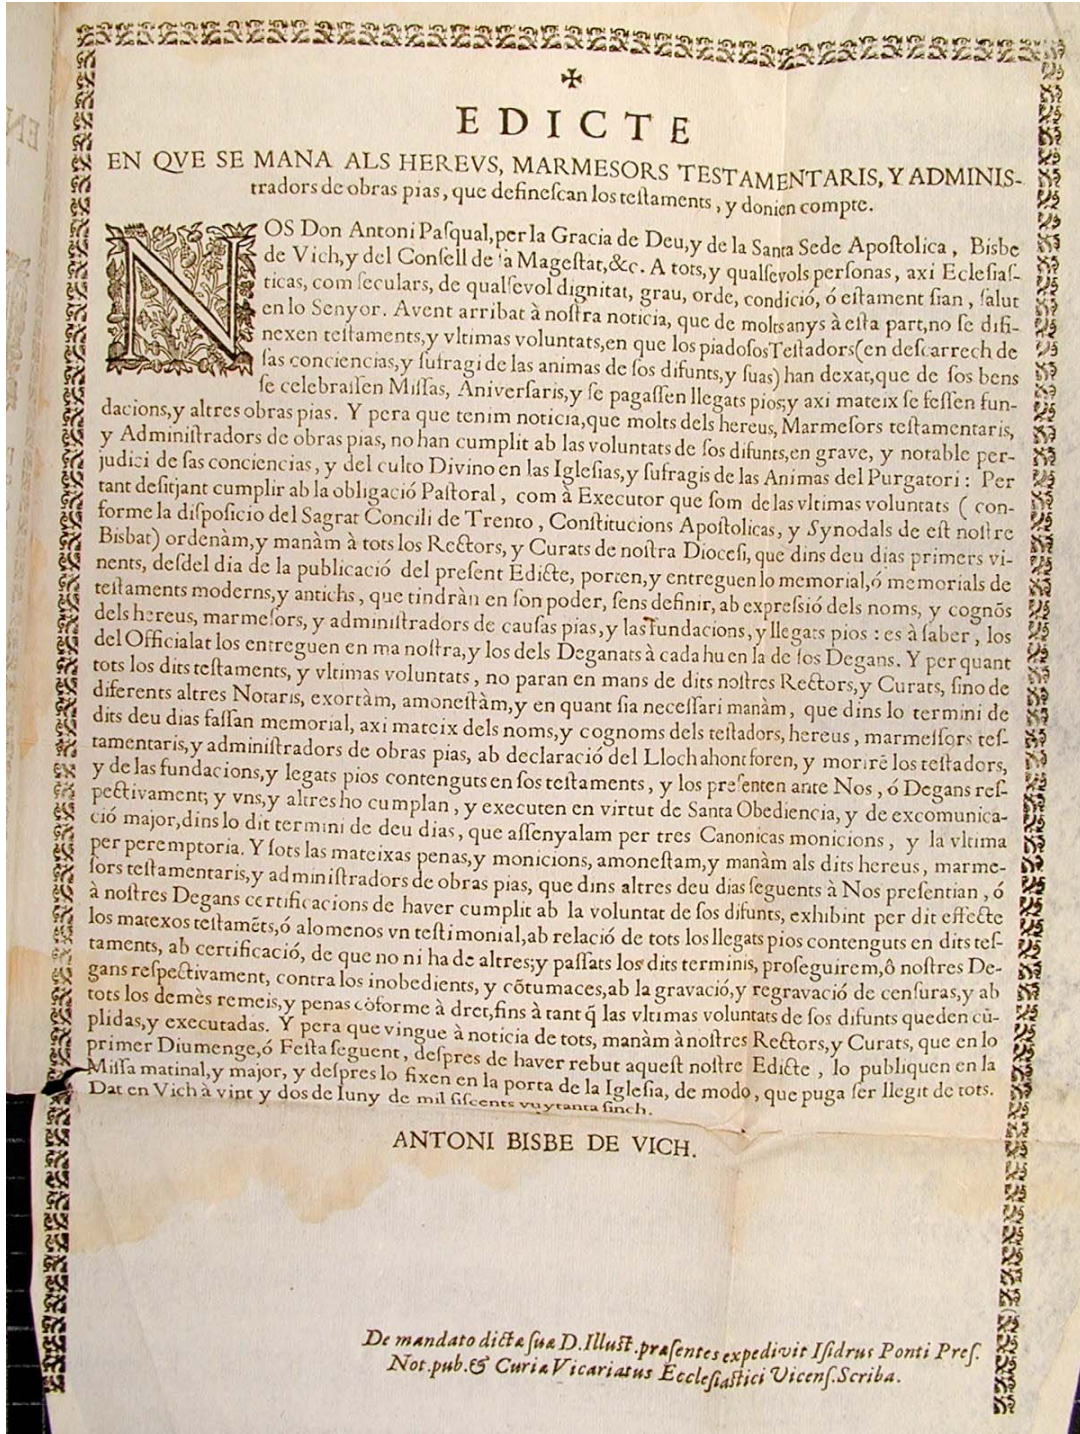 ✠
EDICTE
EN QVE SE MANA ALS HEREVS, MARMESORS TESTAMENTARIS, Y ADMINIS-
tradors de obras pias, que defineſcan los teſtaments, y donien compte.
NOS Don Antoni Paſqual, per la Gracia de Deu, y de la Santa Sede Apoſtolica, Bisbe
de Vich, y del Conſell de ſa Mageſtat, &c. A tots, y qualſevols perſonas, axi Ecleſiaſ-
ticas, com ſeculars, de qualſevol dignitat, grau, orde, condició, ó eſtament ſian, ſalut
en lo Senyor. Avent arribat à noſtra noticia, que de molts anys à eſta part, no ſe difi-
nexen teſtaments, y vltimas voluntats, en que los piadoſos Teſtadors (en deſcarrech de
ſas conciencias, y ſufragi de las animas de ſos difunts, y ſuas) han dexat, que de ſos bens
ſe celebraſſen Miſſas, Aniverſaris, y ſe pagaſſen llegats pios; y axi mateix ſe feſſen fun-
dacions, y altres obras pias. Y pera que tenim noticia, que molts dels hereus, Marmeſors teſtamentaris,
y Adminiſtradors de obras pias, no han cumplit ab las voluntats de ſos difunts, en grave, y notable per-
judici de ſas conciencias, y del culto Divino en las Igleſias, y ſufragis de las Animas del Purgatori : Per
tant deſitjant cumplir ab la obligació Paſtoral, com à Executor que ſom de las vltimas voluntats ( con-
forme la diſpoſicio del Sagrat Concili de Trento, Conſtitucions Apoſtolicas, y Synodals de eſt noſtre
Bisbat) ordenàm, y manàm à tots los Rectors, y Curats de noſtra Dioceſi, que dins deu dias primers vi-
nents, deſdel dia de la publicació del preſent Edicte, porten, y entreguen lo memorial, ó memorials de
teſtaments moderns, y antichs, que tindràn en ſon poder, ſens definir, ab expreſsió dels noms, y cognõs
dels hereus, marmeſors, y adminiſtradors de cauſas pias, y las fundacions, y llegats pios : es à ſaber, los
del Officialat los entreguen en ma noſtra, y los dels Deganats à cada hu en la de ſos Degans. Y per quant
tots los dits teſtaments, y vltimas voluntats, no paran en mans de dits noſtres Rectors, y Curats, ſino de
diferents altres Notaris, exortàm, amoneſtàm, y en quant ſia neceſſari manàm, que dins lo termini de
dits deu dias faſſan memorial, axi mateix dels noms, y cognoms dels teſtadors, hereus, marmeſſors teſ-
tamentaris, y adminiſtradors de obras pias, ab declaració del Lloch ahont foren, y morirẽ los teſtadors,
y de las fundacions, y legats pios contenguts en ſos teſtaments, y los preſenten ante Nos, ó Degans reſ-
pectivament; y vns, y altres ho cumplan, y executen en virtut de Santa Obediencia, y de excomunica-
ció major, dins lo dit termini de deu dias, que aſſenyalam per tres Canonicas monicions, y la vltima
per peremptoria. Y ſots las mateixas penas, y monicions, amoneſtam, y manàm als dits hereus, marme-
ſors teſtamentaris, y adminiſtradors de obras pias, que dins altres deu dias ſeguents à Nos preſentian, ó
à noſtres Degans certificacions de haver cumplit ab la voluntat de ſos difunts, exhibint per dit effecte
los matexos teſtamẽts, ó alomenos vn teſtimonial, ab relació de tots los llegats pios contenguts en dits teſ-
taments, ab certificació, de que no ni ha de altres; y paſſats los dits terminis, proſeguirem, ô noſtres De-
gans reſpectivament, contra los inobedients, y cõtumaces, ab la gravació, y regravació de cenſuras, y ab
tots los demès remeis, y penas cõforme à dret, fins à tant q̃ las vltimas voluntats de ſos difunts queden cũ-
plidas, y executadas. Y pera que vingue à noticia de tots, manàm à noſtres Rectors, y Curats, que en lo
primer Diumenge, ó Feſta ſeguent, deſpres de haver rebut aqueſt noſtre Edicte, lo publiquen en la
Miſſa matinal, y major, y deſpres lo fixen en la porta de la Igleſia, de modo, que puga ſer llegit de tots.
Dat en Vich à vint y dos de Iuny de mil ſiſcents vuytanta ſinch.
ANTONI BISBE DE VICH.
De mandato dictæ ſuæ D. Illuſt. præſentes expedivit Iſidrus Ponti Preſ.
Not. pub. & Curiæ Vicariatus Eccleſiaſtici Vicenſ. Scriba.